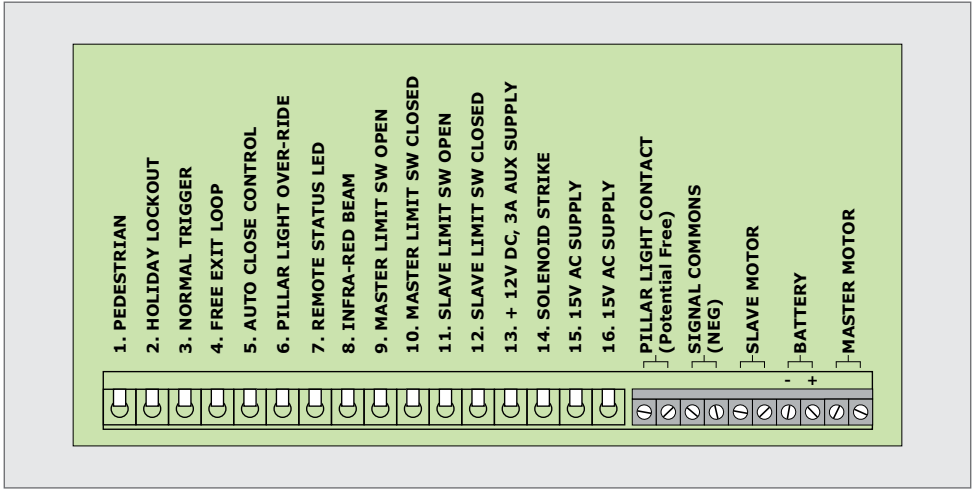 1. PEDESTRIAN
2. HOLIDAY LOCKOUT
3. NORMAL TRIGGER
4. FREE EXIT LOOP
5. AUTO CLOSE CONTROL
6. PILLAR LIGHT OVER-RIDE
7. REMOTE STATUS LED
8. INFRA-RED BEAM
9. MASTER LIMIT SW OPEN
10. MASTER LIMIT SW CLOSED
11. SLAVE LIMIT SW OPEN
12. SLAVE LIMIT SW CLOSED
13. + 12V DC, 3A AUX SUPPLY
14. SOLENOID STRIKE
15. 15V AC SUPPLY
16. 15V AC SUPPLY
PILLAR LIGHT CONTACT
(Potential Free)
SIGNAL COMMONS
(NEG)
SLAVE MOTOR
BATTERY
MASTER MOTOR
- +